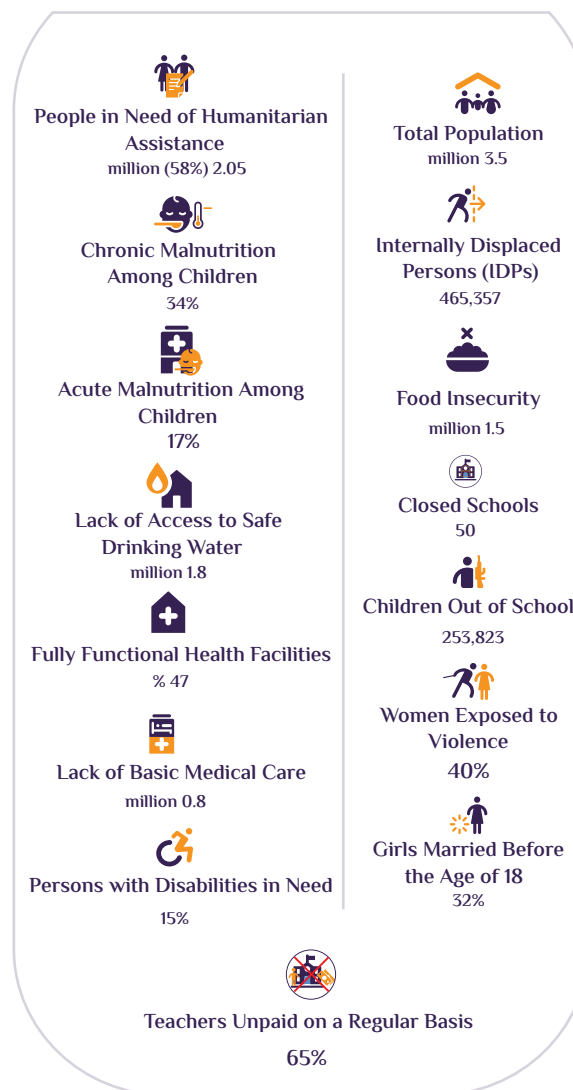 People in Need of Humanitarian
Assistance
million (58%) 2.05
Chronic Malnutrition
Among Children
34%
Acute Malnutrition Among
Children
17%
Lack of Access to Safe
Drinking Water
million 1.8
Fully Functional Health Facilities
% 47
Lack of Basic Medical Care
million 0.8
Persons with Disabilities in Need
15%
Total Population
million 3.5
Internally Displaced
Persons (IDPs)
465,357
Food Insecurity
million 1.5
Closed Schools
50
Children Out of School
253,823
Women Exposed to
Violence
40%
Girls Married Before
the Age of 18
32%
Teachers Unpaid on a Regular Basis
65%